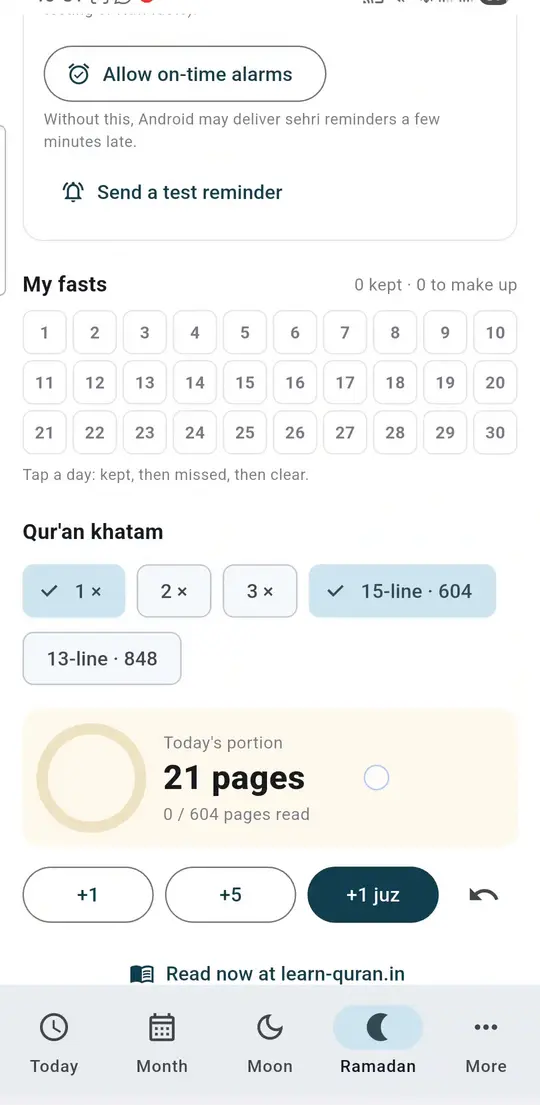 Allow on-time alarms
Without this, Android may deliver sehri reminders a few
minutes late.
Send a test reminder
My fasts
0 kept · 0 to make up
1 2 3 4 5 6 7 8 9 10
11 12 13 14 15 16 17 18 19 20
21 22 23 24 25 26 27 28 29 30
Tap a day: kept, then missed, then clear.
Qur'an khatam
1 × 2 × 3 × 15-line · 604
13-line · 848
Today's portion
21 pages
0 / 604 pages read
+1 +5 +1 juz
Read now at learn-quran.in
Today Month Moon Ramadan More